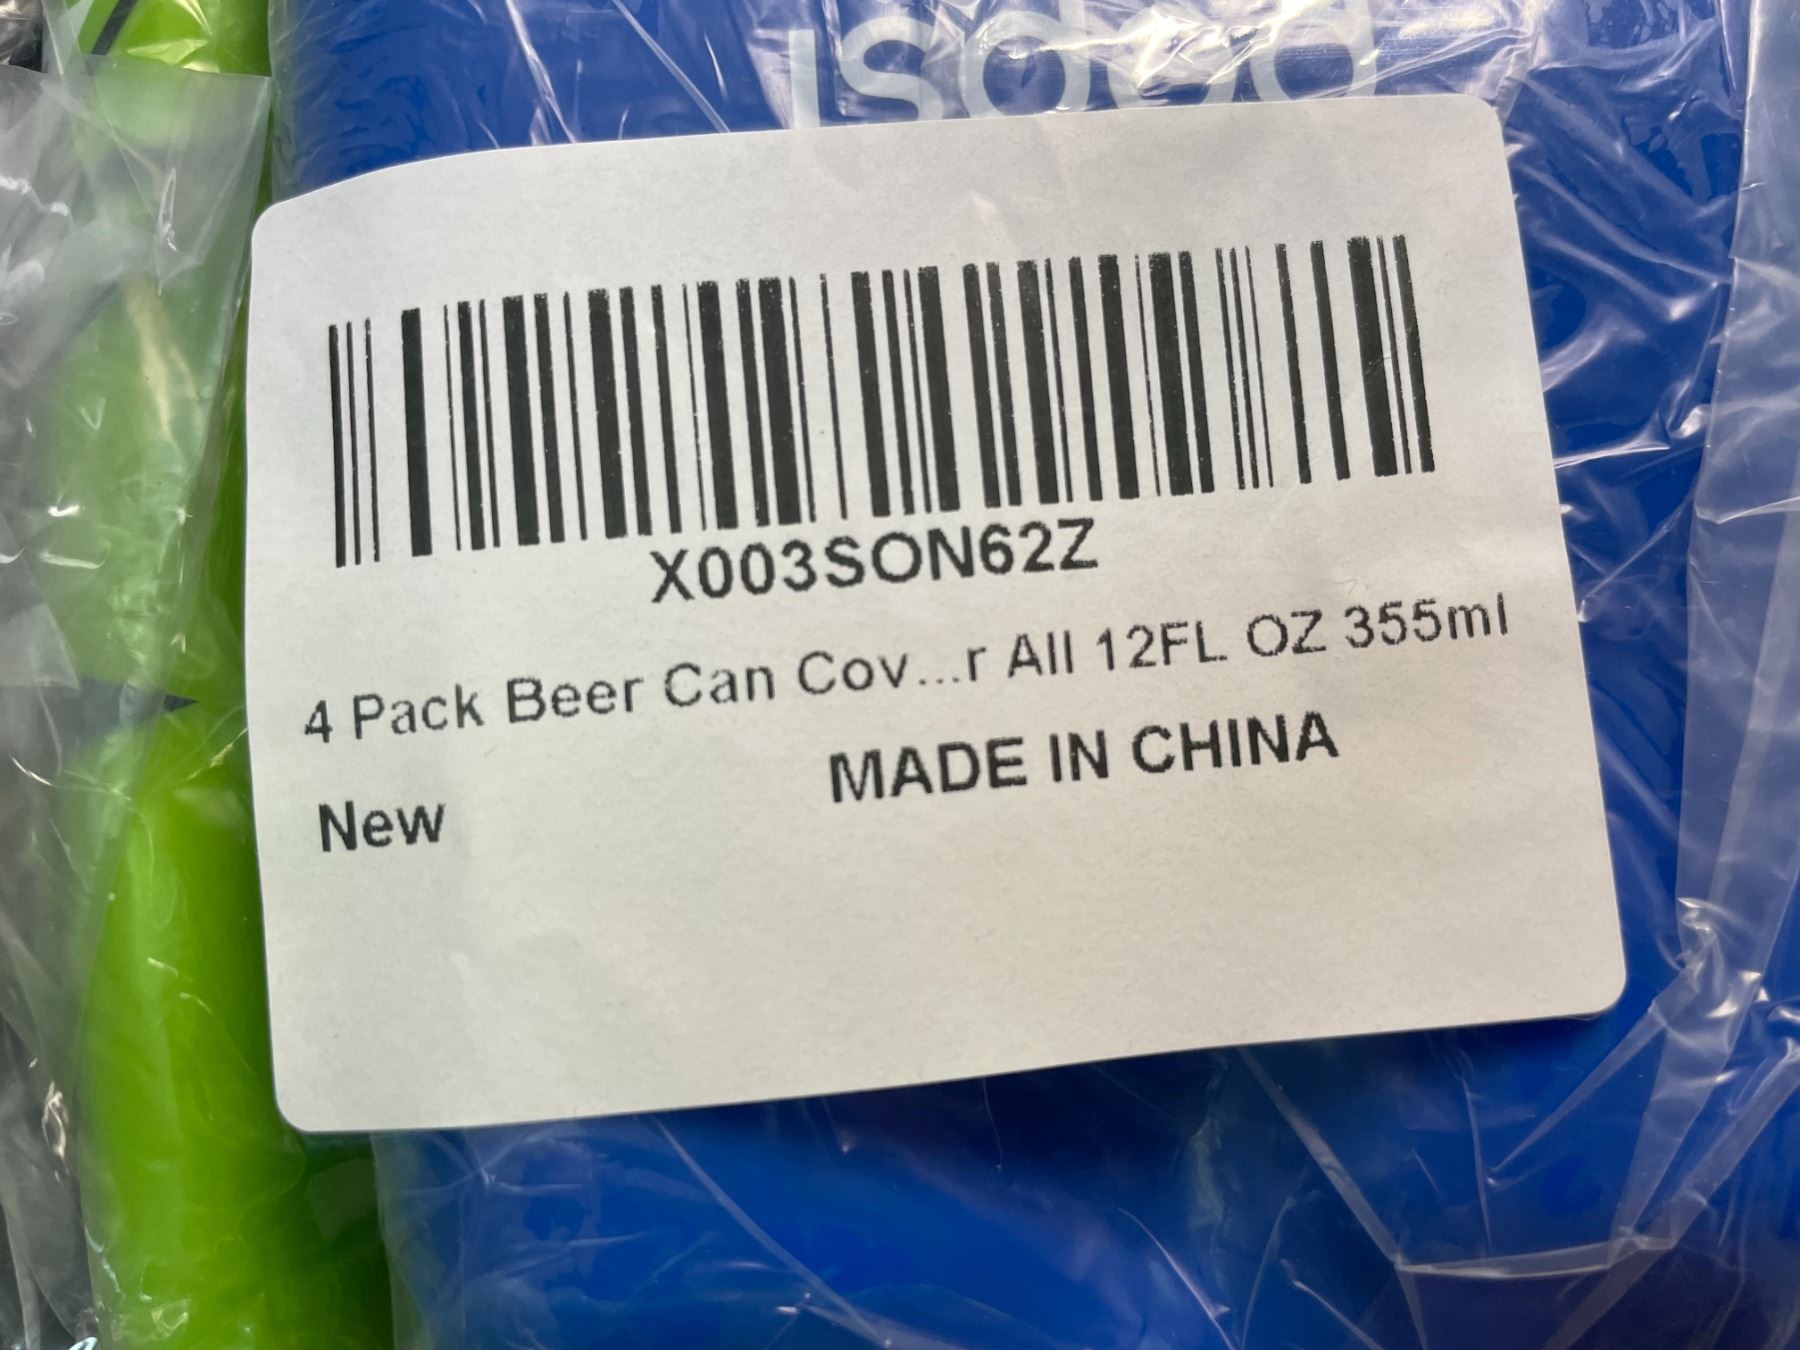 X003SON62Z
4 Pack Beer Can Cov...r All 12FL OZ 355ml
New MADE IN CHINA